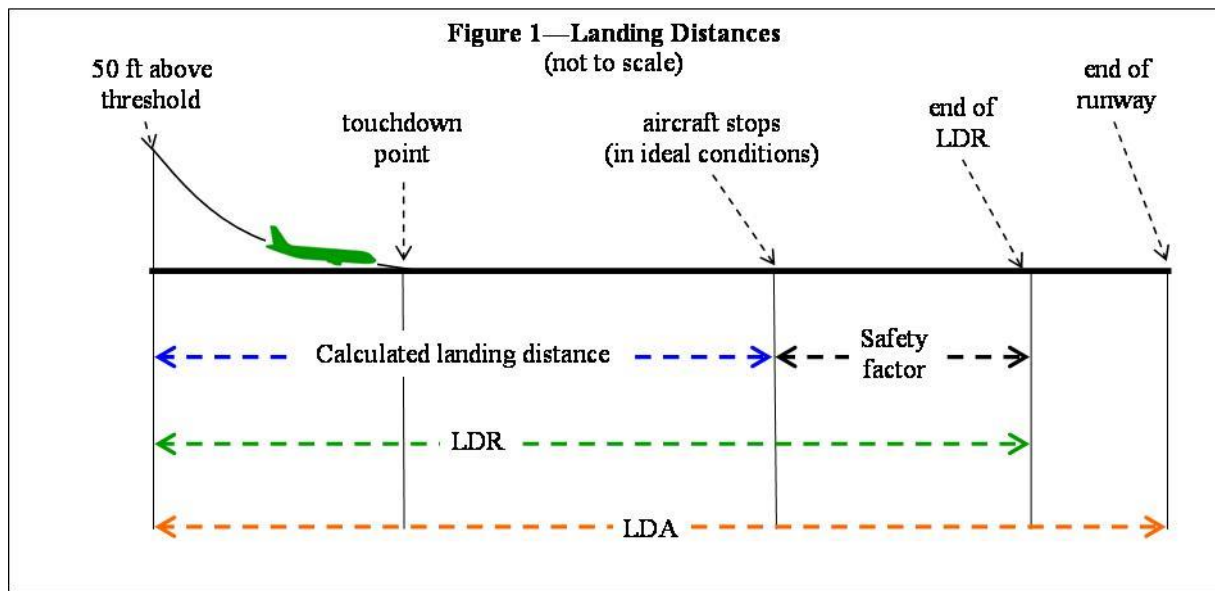 Figure 1—Landing Distances
(not to scale)
50 ft above
threshold
touchdown
point
aircraft stops
(in ideal conditions)
end of
LDR
end of
runway
Calculated landing distance
Safety
factor
LDR
LDA